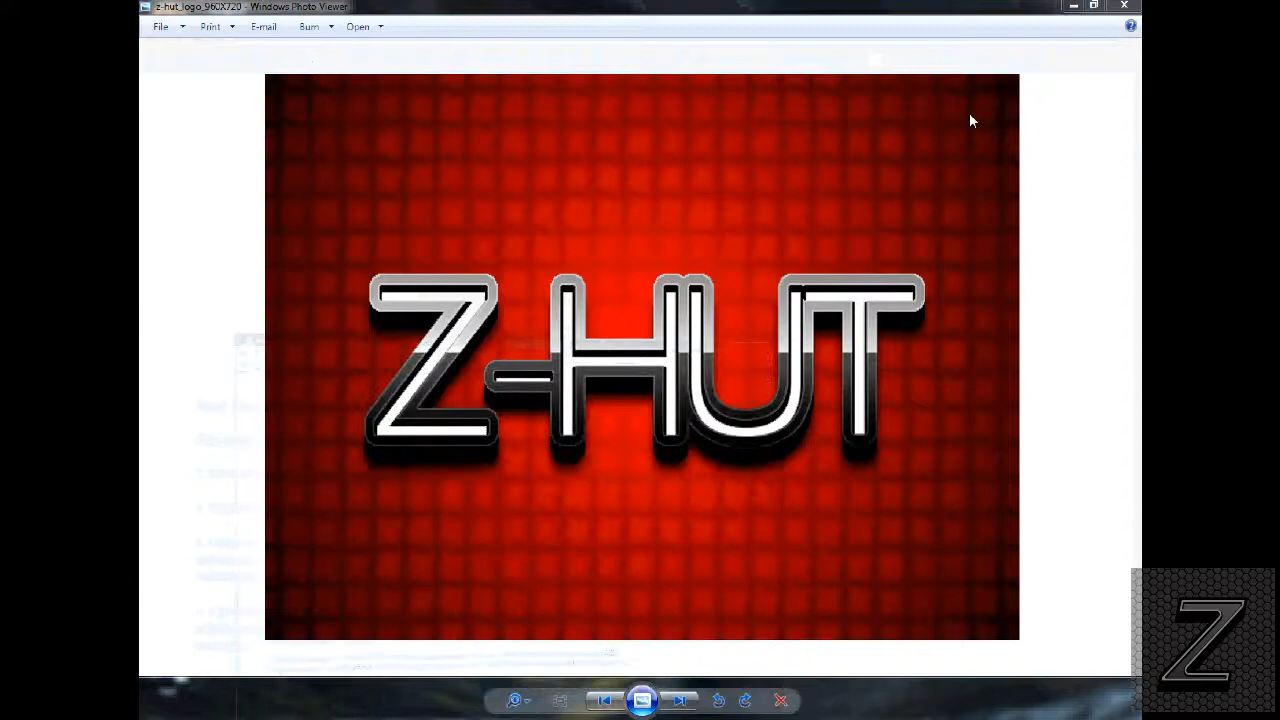 z-hut_logo_960X720 - Windows Photo Viewer
File Print E-mail Burn Open
Z-HUT
Z